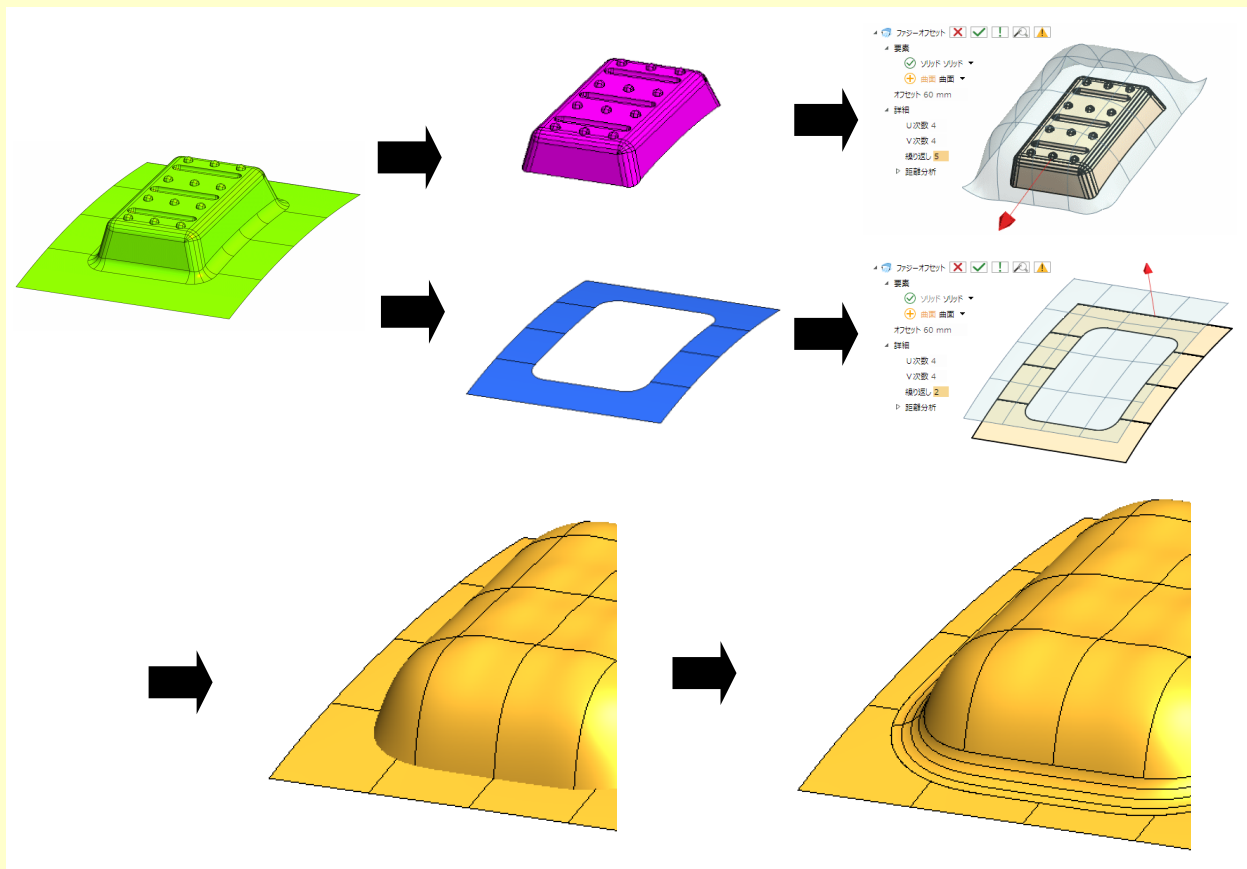 ファジーオフセット
要素
ソリッド ソリッド
曲面 曲面
オフセット 60 mm
詳細
U次数 4
V次数 4
繰り返し 5
距離分析
ファジーオフセット
要素
ソリッド ソリッド
曲面 曲面
オフセット 60 mm
詳細
U次数 4
V次数 4
繰り返し 2
距離分析